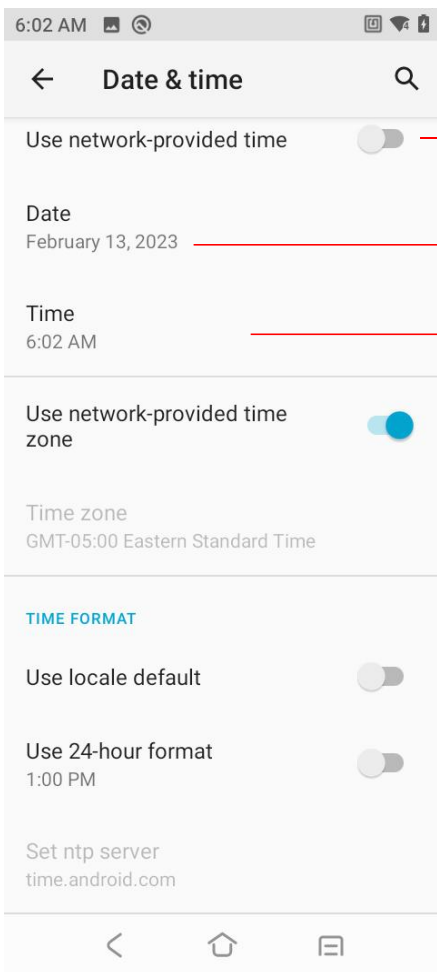 6:02 AM
Date & time
Use network-provided time
Date
February 13, 2023
Time
6:02 AM
Use network-provided time
zone
Time zone
GMT-05:00 Eastern Standard Time
TIME FORMAT
Use locale default
Use 24-hour format
1:00 PM
Set ntp server
time.android.com